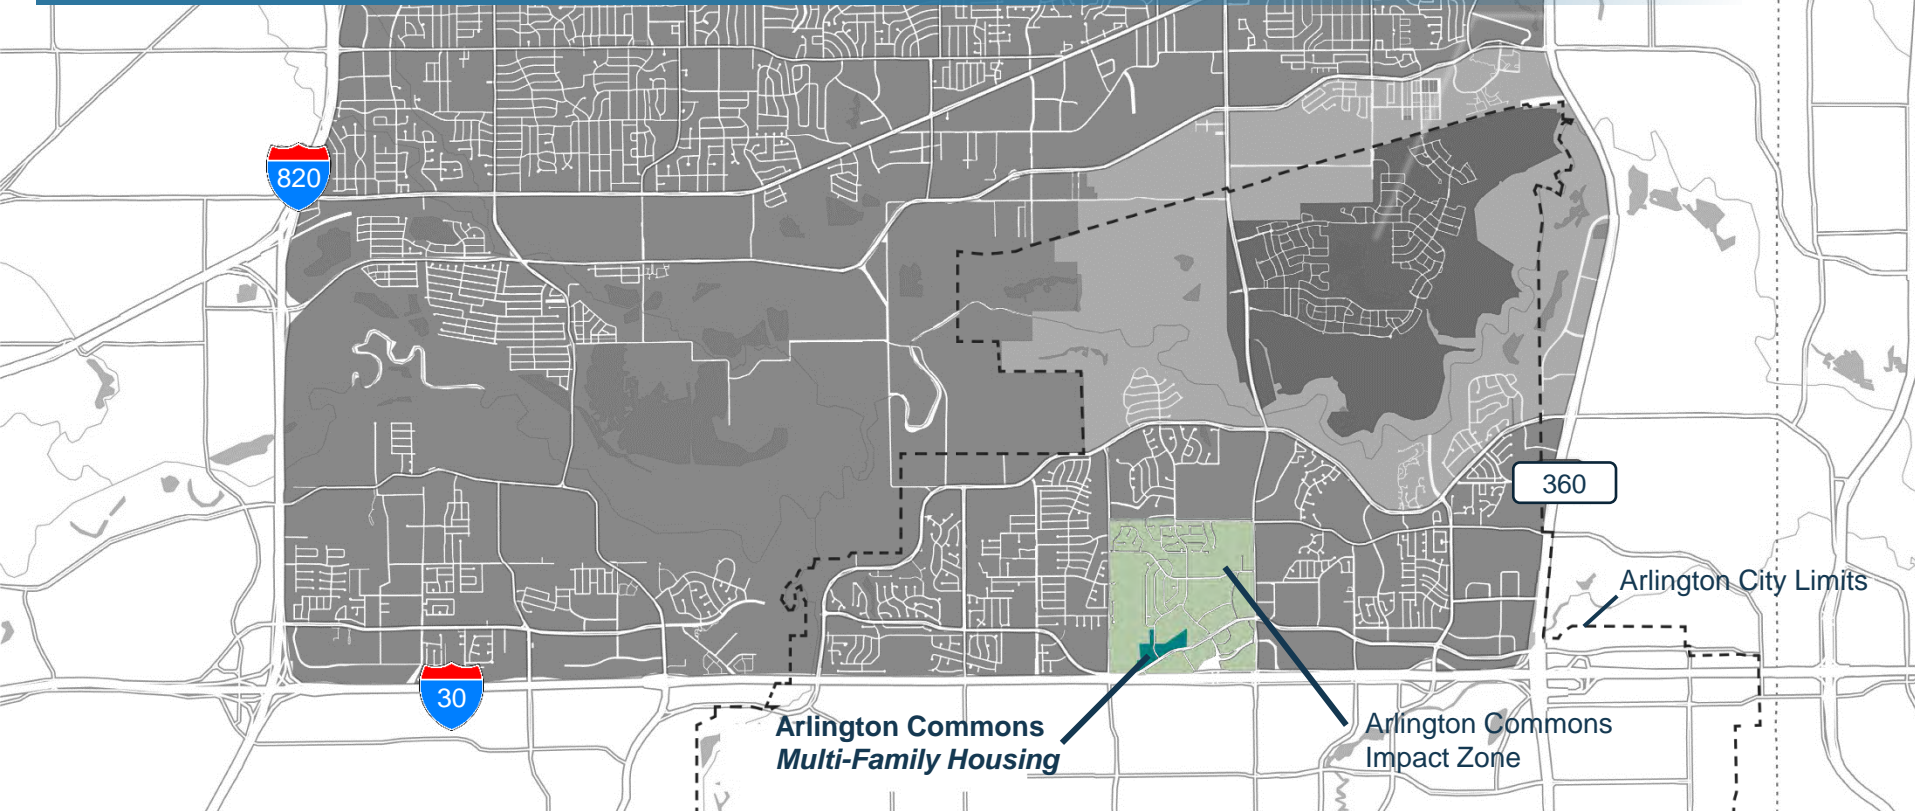 820
360
Arlington City Limits
30
Arlington Commons
Multi-Family Housing
Arlington Commons
Impact Zone